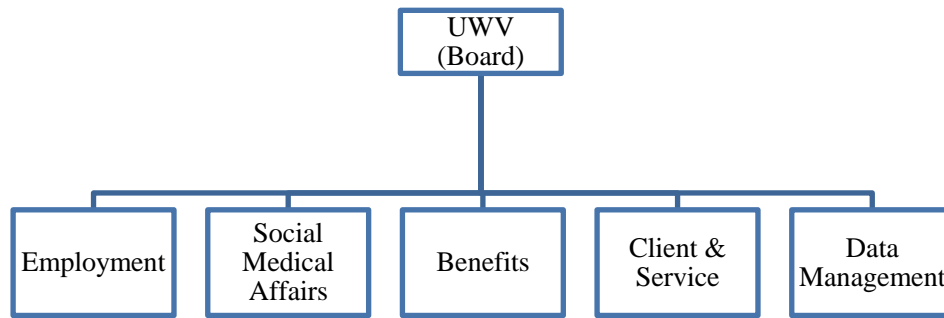 UWV
(Board)
Employment
Social
Medical
Affairs
Benefits
Client &
Service
Data
Management